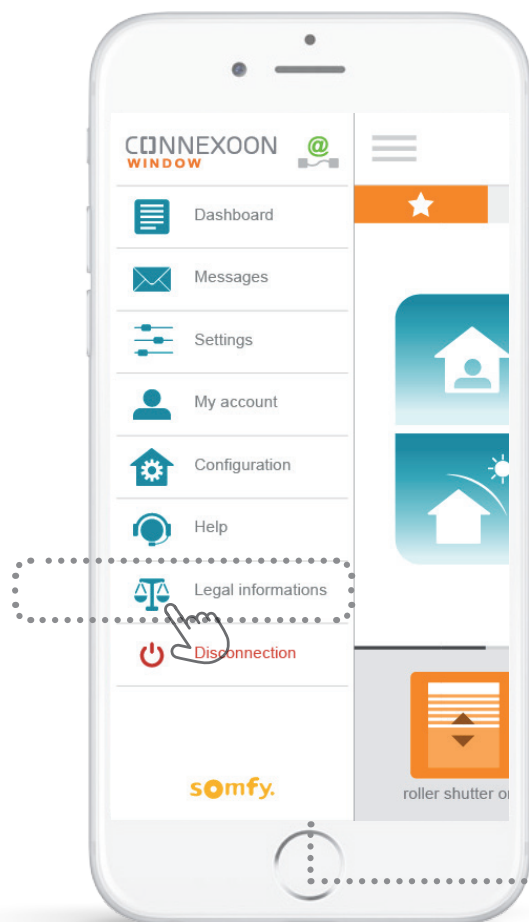 CONNEXOON
WINDOW
@
Dashboard
Messages
Settings
My account
Configuration
Help
Legal informations
Disconnection
somfy.
roller shutter